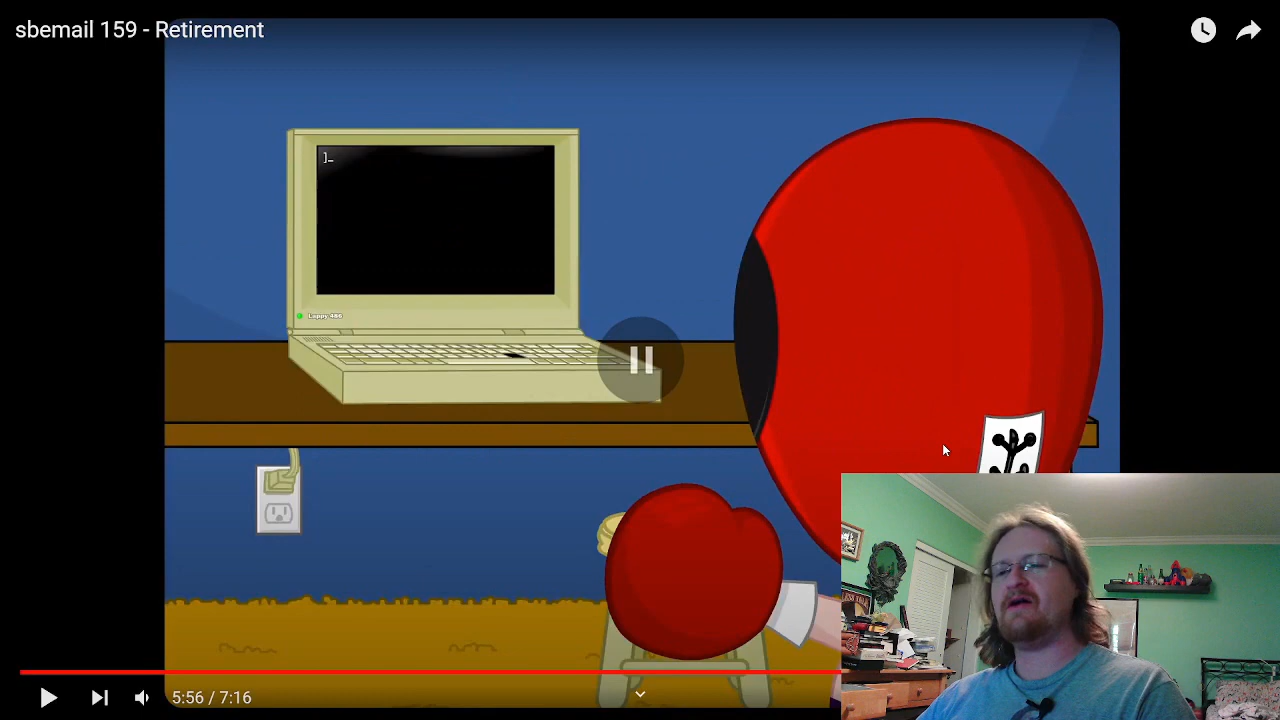 sbemail 159 - Retirement
]_
Lappy 486
5:56 / 7:16